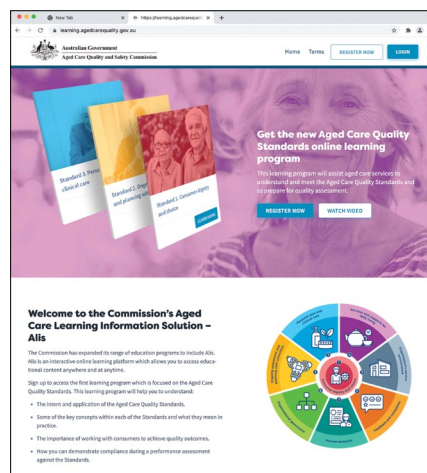 New Tab
https://learning.agedcarequali
learning.agedcarequality.gov.au
Australian Government
Aged Care Quality and Safety Commission
Home Terms REGISTER NOW LOGIN
Standard 3. Pers
clinical care
Standard 2. Ongo
and planning wit
Standard 1. Consumer dignity
and choice
LEARN MORE
Get the new Aged Care Quality
Standards online learning
program
This learning program will assist aged care services to
understand and meet the Aged Care Quality Standards and
to prepare for quality assessment.
REGISTER NOW WATCH VIDEO
Welcome to the Commission's Aged
Care Learning Information Solution –
Alis
The Commission has expanded its range of education programs to include Alis.
Alis is an interactive online learning platform which allows you to access educa-
tional content anywhere and at anytime.
Sign up to access the first learning program which is focused on the Aged Care
Quality Standards. This learning program will help you to understand:
• The intent and application of the Aged Care Quality Standards.
• Some of the key concepts within each of the Standards and what they mean in
practice.
• The importance of working with consumers to achieve quality outcomes.
• How you can demonstrate compliance during a performance assessment
against the Standards.